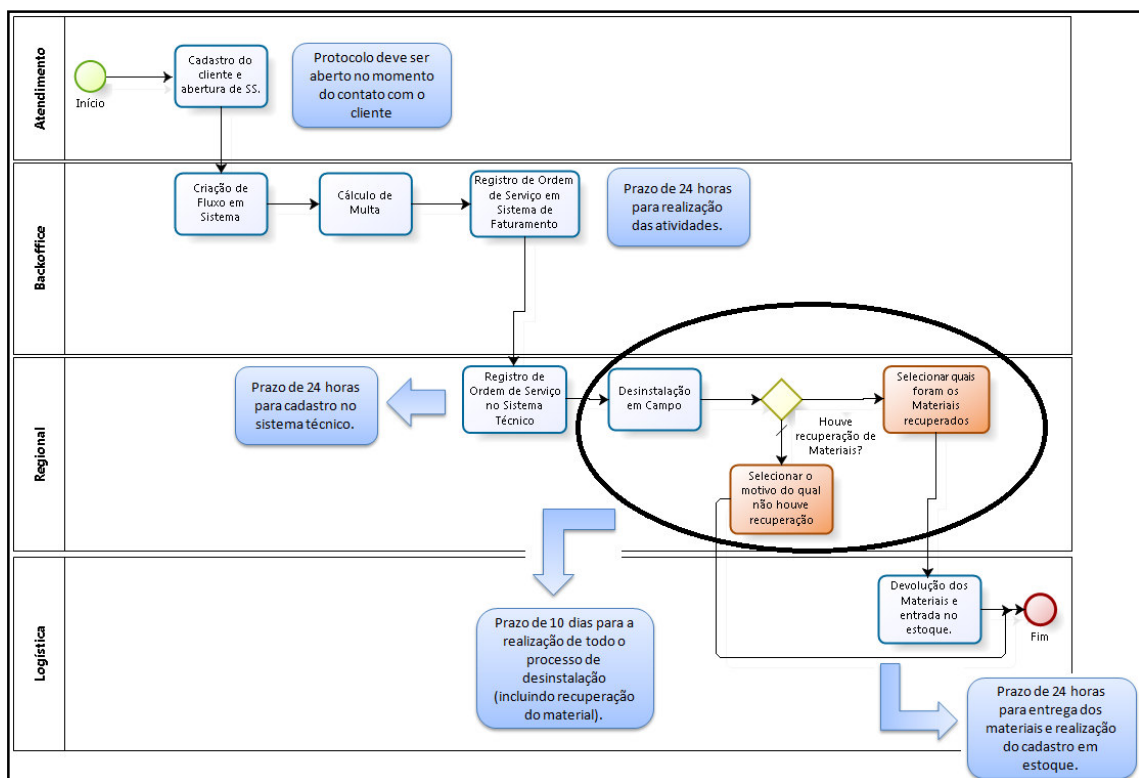 Atendimento
Início
Cadastro do
cliente e
abertura de SS.
Protocolo deve ser
aberto no momento
do contato com o
cliente
Backoffice
Criação de
Fluxo em
Sistema
Cálculo de
Multa
Registro de Ordem
de Serviço em
Sistema de
Faturamento
Prazo de 24 horas
para realização
das atividades.
Regional
Prazo de 24 horas
para cadastro no
sistema técnico.
Registro de
Ordem de Serviço
no Sistema
Técnico
Desinstalação
em Campo
Houve
recuperação de
Materiais?
Selecionar quais
foram os
Materiais
recuperados
Selecionar o
motivo do qual
não houve
recuperação
Logística
Prazo de 10 dias para a
realização de todo o
processo de
desinstalação
(incluindo recuperação
do material).
Devolução dos
Materiais e
entrada no
estoque.
Fim
Prazo de 24 horas
para entrega dos
materiais e realização
do cadastro em
estoque.